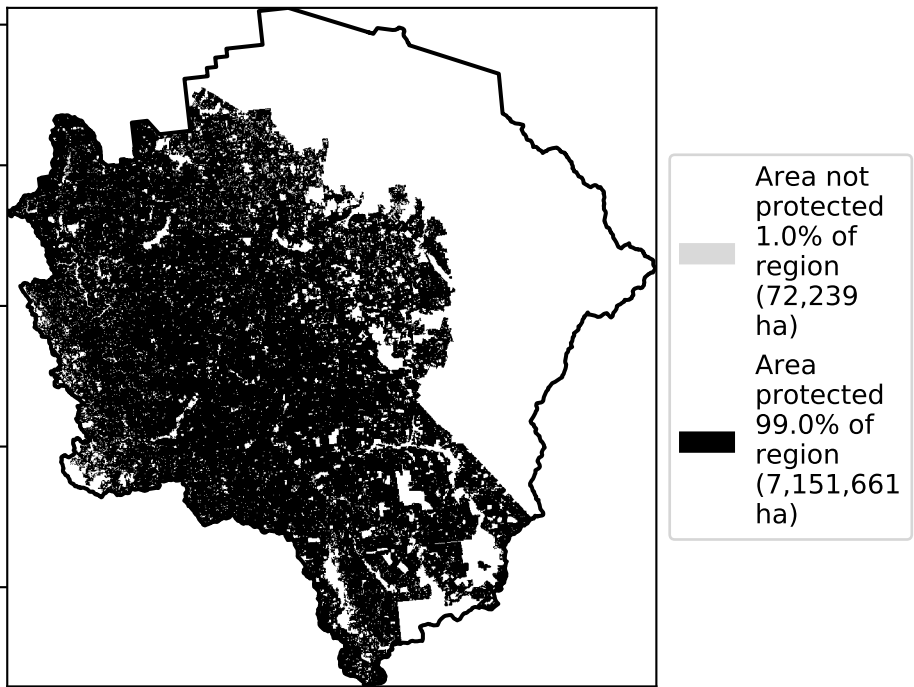 Area not
protected
1.0% of
region
(72,239
ha)
Area
protected
99.0% of
region
(7,151,661
ha)